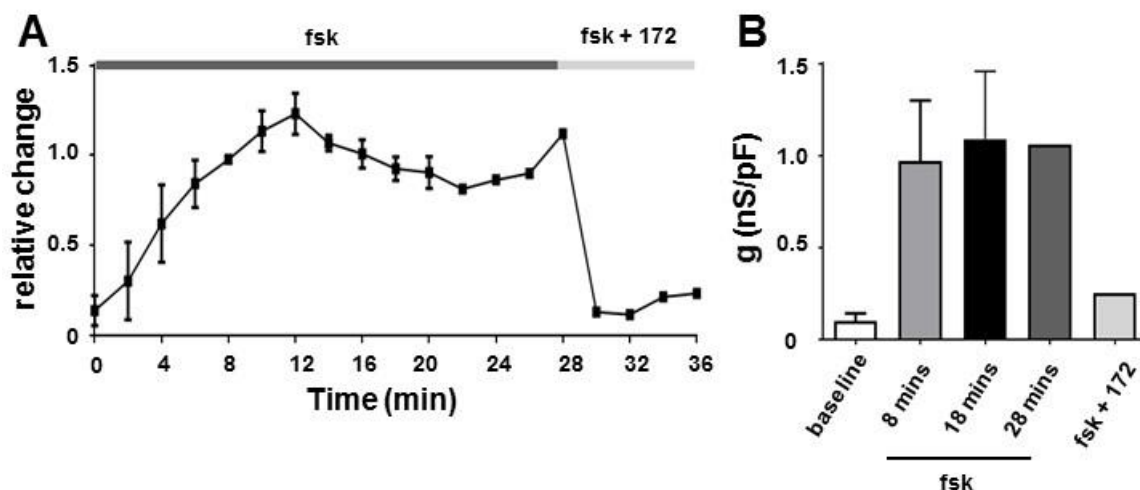 A
fsk
fsk + 172
relative change
1.5
1.0
0.5
0
0 4 8 12 16 20 24 28 32 36
Time (min)
B
g (nS/pF)
1.5
1.0
0.5
0
baseline
8 mins
18 mins
28 mins
fsk + 172
fsk